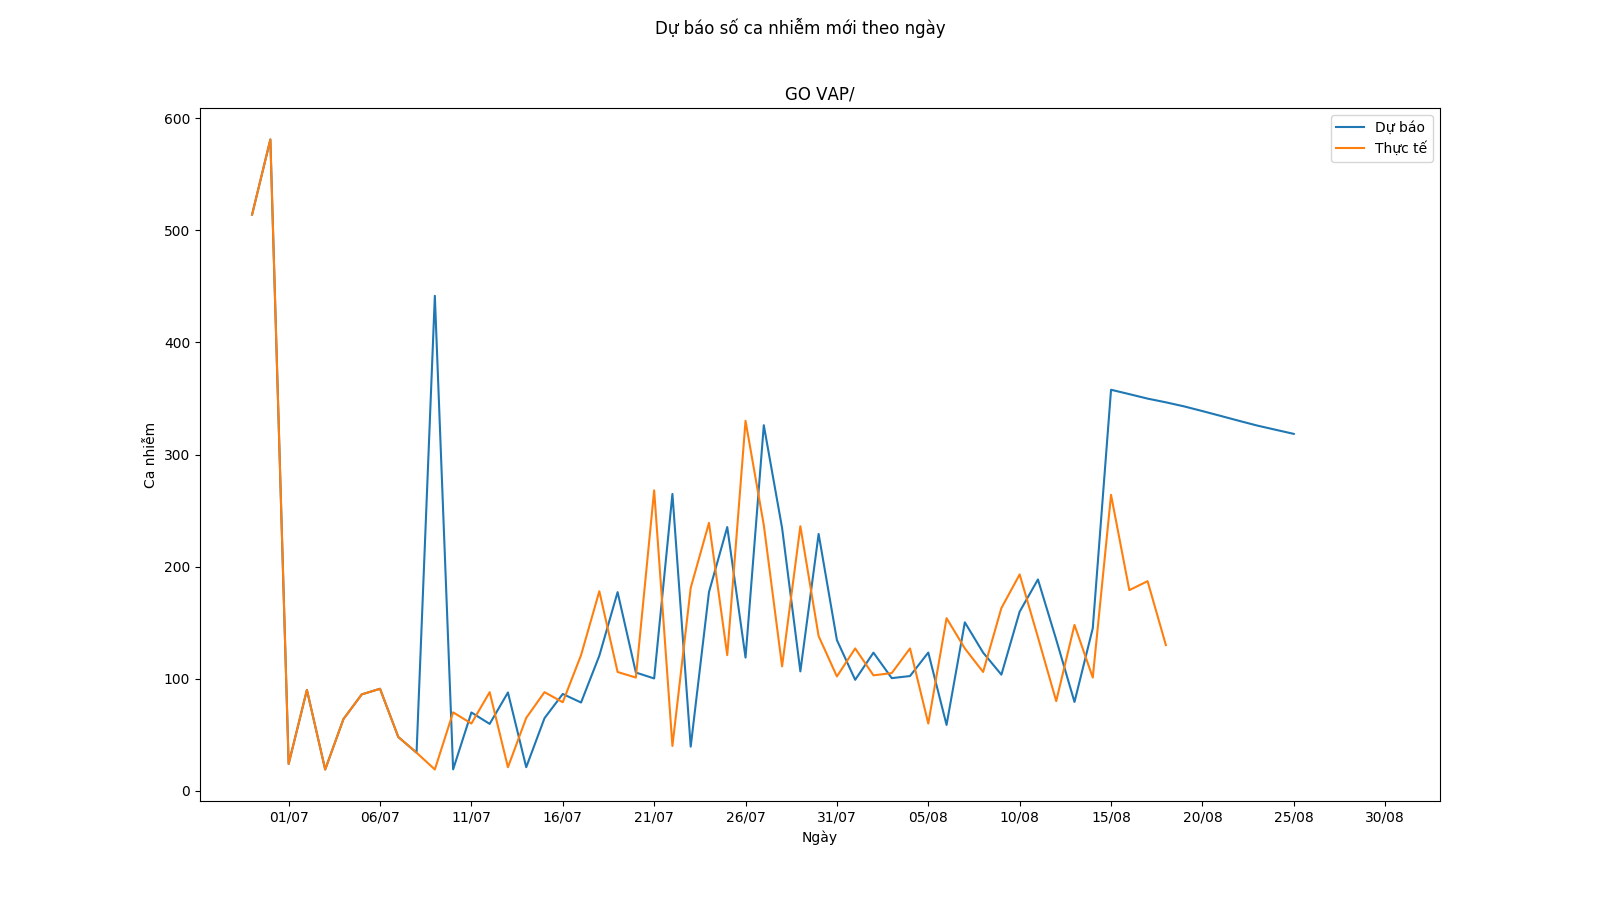 Dự báo số ca nhiễm mới theo ngày
GO VAP/
Dự báo
Thực tế
Ca nhiễm
600
500
400
300
200
100
0
01/07 06/07 11/07 16/07 21/07 26/07 31/07 05/08 10/08 15/08 20/08 25/08 30/08
Ngày